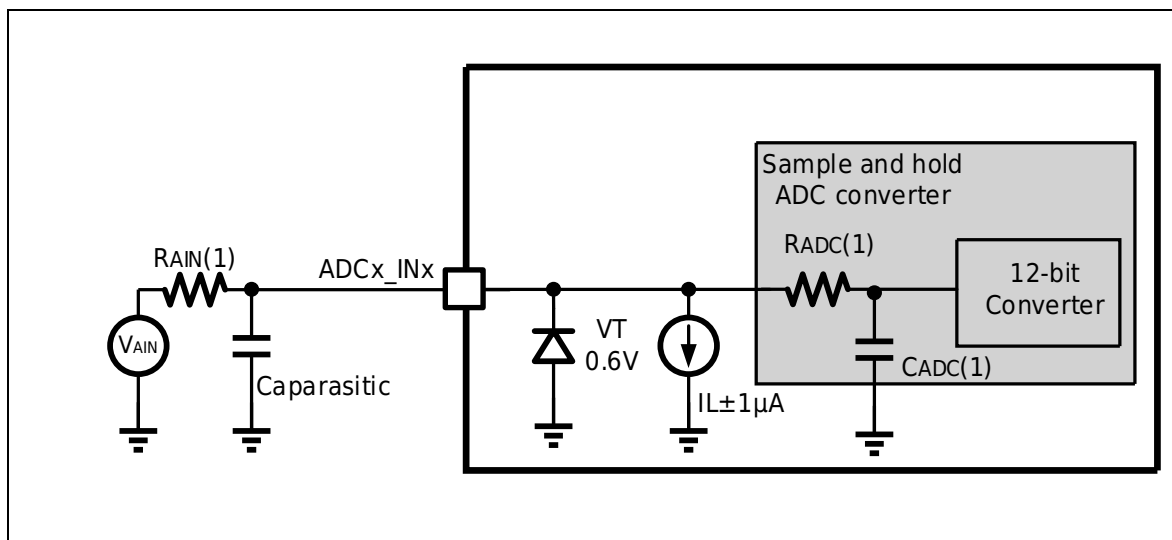 Sample and hold
ADC converter
RAIN(1)
ADCx_INx
RADC(1)
12-bit
Converter
VAIN
VT
0.6V
Caparasitic
IL±1μA
CADC(1)